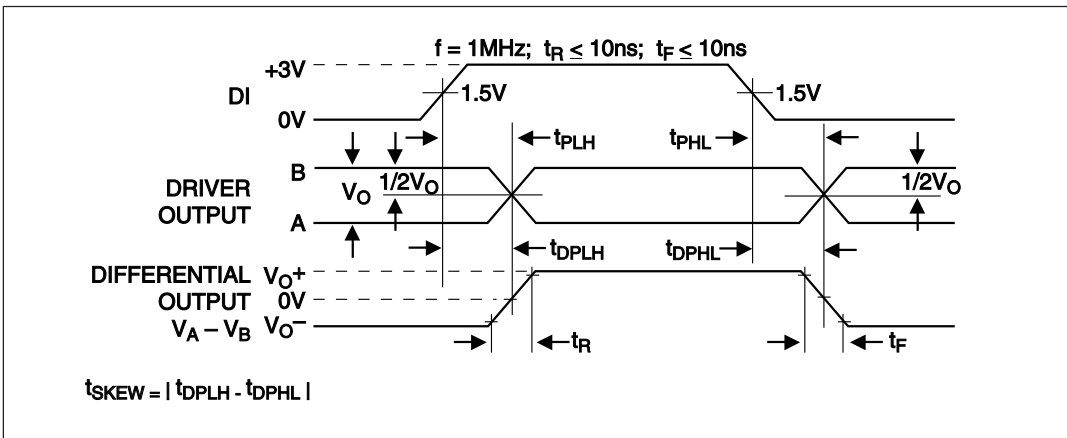 f = 1MHz; tR ≤ 10ns; tF ≤ 10ns
+3V
DI
1.5V
1.5V
0V
tPLH
tPHL
B
DRIVER
OUTPUT
VO
1/2VO
1/2VO
A
tDPLH
tDPHL
DIFFERENTIAL
OUTPUT
VA – VB
VO+
0V
VO–
tR
tF
tSKEW = | tDPLH - tDPHL |